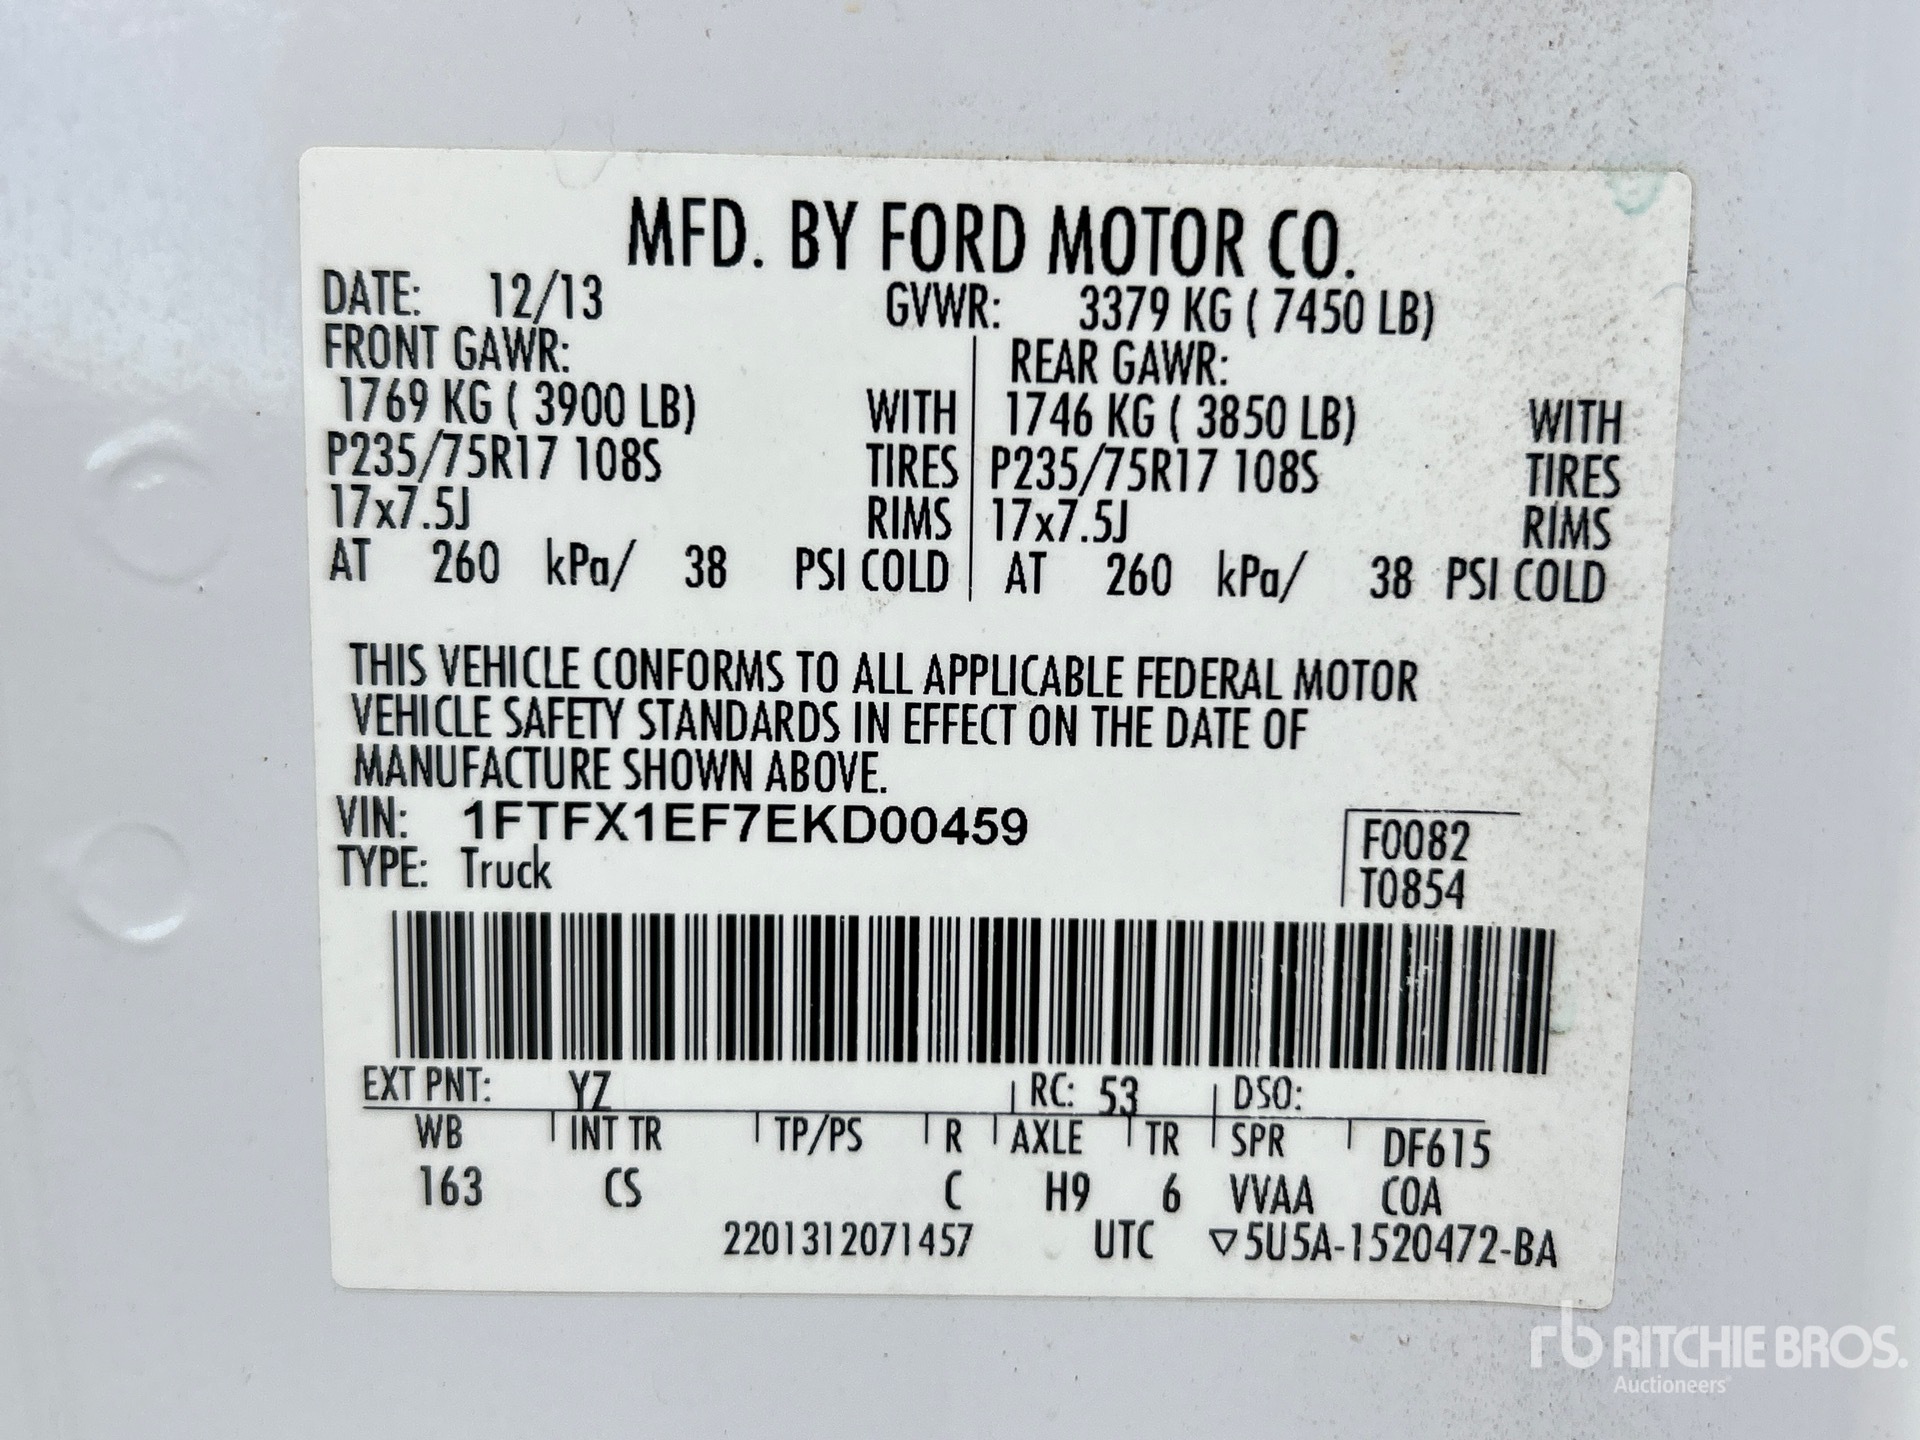 MFD. BY FORD MOTOR CO.
DATE: 12/13 GVWR: 3379 KG ( 7450 LB)
FRONT GAWR: REAR GAWR:
1769 KG ( 3900 LB) WITH 1746 KG ( 3850 LB) WITH
P235/75R17 108S TIRES P235/75R17 108S TIRES
17x7.5J RIMS 17x7.5J RIMS
AT 260 kPa/ 38 PSI COLD AT 260 kPa/ 38 PSI COLD
THIS VEHICLE CONFORMS TO ALL APPLICABLE FEDERAL MOTOR
VEHICLE SAFETY STANDARDS IN EFFECT ON THE DATE OF
MANUFACTURE SHOWN ABOVE.
VIN: 1FTFX1EF7EKD00459 F0082
TYPE: Truck T0854
EXT PNT: YZ RC: 53 DSO:
WB INT TR TP/PS R AXLE TR SPR DF615
163 CS C H9 6 VVAA COA
2201312071457 UTC ▽5U5A-1520472-BA
rb RITCHIE BROS.
Auctioneers